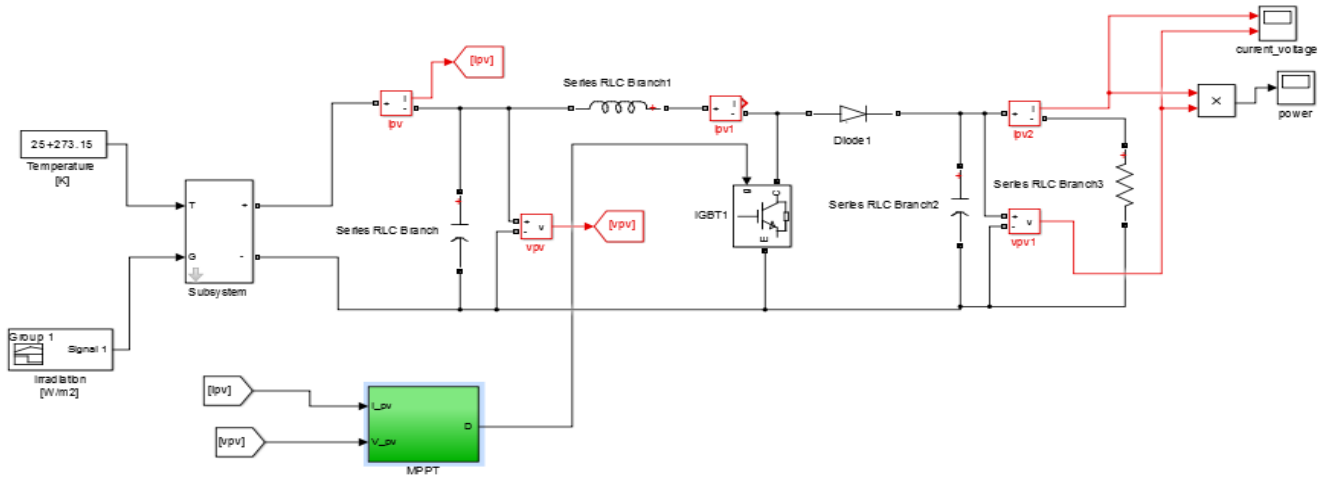 [Ipv]
current_voltage
Series RLC Branch1
I
+
-
Ipv
I
+
-
Ipv1
Diode1
I
+
-
Ipv2
×
power
25+273.15
Temperature
[K]
T
G
+
-
Subsystem
Series RLC Branch
+
-
v
vpv
[vpv]
g
C
E
IGBT1
Series RLC Branch2
Series RLC Branch3
+
-
v
vpv1
Group 1
Signal 1
Irradiation
[W/m2]
[Ipv]
[vpv]
I_pv
V_pv
D
MPPT